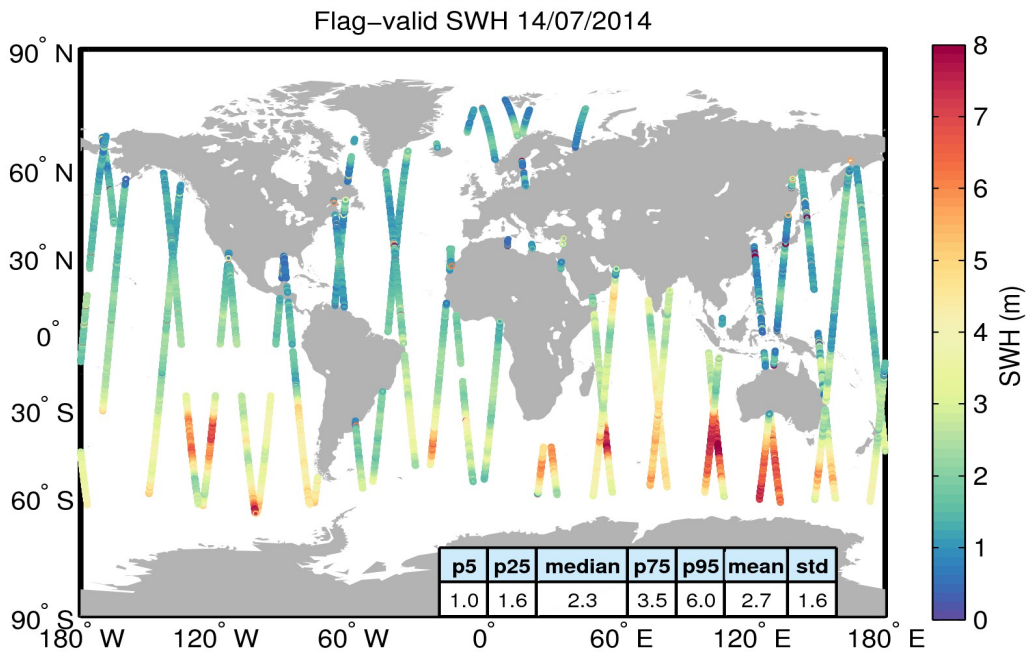 Flag−valid SWH 14/07/2014
90° N
60° N
30° N
0°
30° S
60° S
90° S
180° W
120° W
60° W
0°
60° E
120° E
180° E
p5 p25 median p75 p95 mean std
1.0 1.6 2.3 3.5 6.0 2.7 1.6
8
7
6
5
4
3
2
1
0
SWH (m)